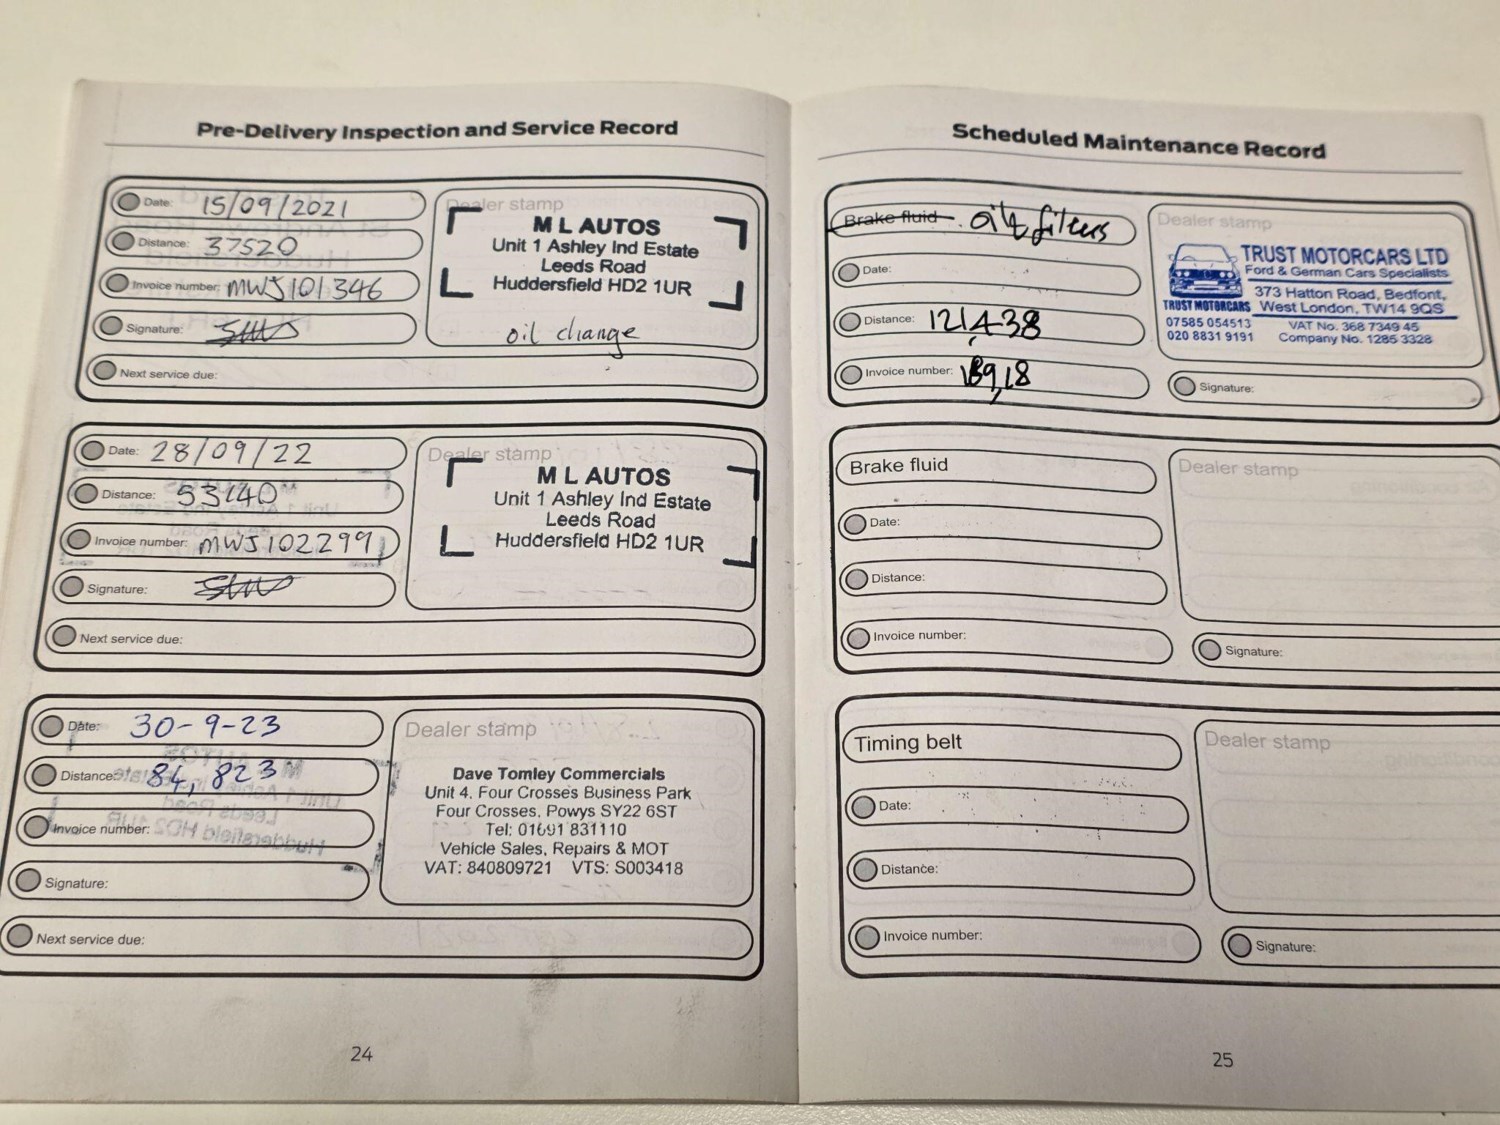 Pre-Delivery Inspection and Service Record
Date: 15/09/2021
Distance: 37520
Invoice number: MWJ101346
Signature:
Next service due:
Dealer stamp
M L AUTOS
Unit 1 Ashley Ind Estate
Leeds Road
Huddersfield HD2 1UR
oil change
Date: 28/09/22
Distance: 53140
Invoice number: MWJ102299
Signature:
Next service due:
Dealer stamp
M L AUTOS
Unit 1 Ashley Ind Estate
Leeds Road
Huddersfield HD2 1UR
Date: 30-9-23
Distance: 84,823
Invoice number:
Signature:
Next service due:
Dealer stamp
Dave Tomley Commercials
Unit 4, Four Crosses Business Park
Four Crosses, Powys SY22 6ST
Tel: 01691 831110
Vehicle Sales, Repairs & MOT
VAT: 840809721 VTS: S003418
24
Scheduled Maintenance Record
Brake fluid oil & filters
Date:
Distance: 121,438
Invoice number:
Dealer stamp
TRUST MOTORCARS LTD
Ford & German Cars Specialists
373 Hatton Road, Bedfont,
West London, TW14 9QS
TRUST MOTORCARS
07585 054513
020 8831 9191
VAT No. 368 7349 45
Company No. 1285 3328
Signature:
Brake fluid
Date:
Distance:
Invoice number:
Dealer stamp
Signature:
Timing belt
Date:
Distance:
Invoice number:
Dealer stamp
Signature:
25